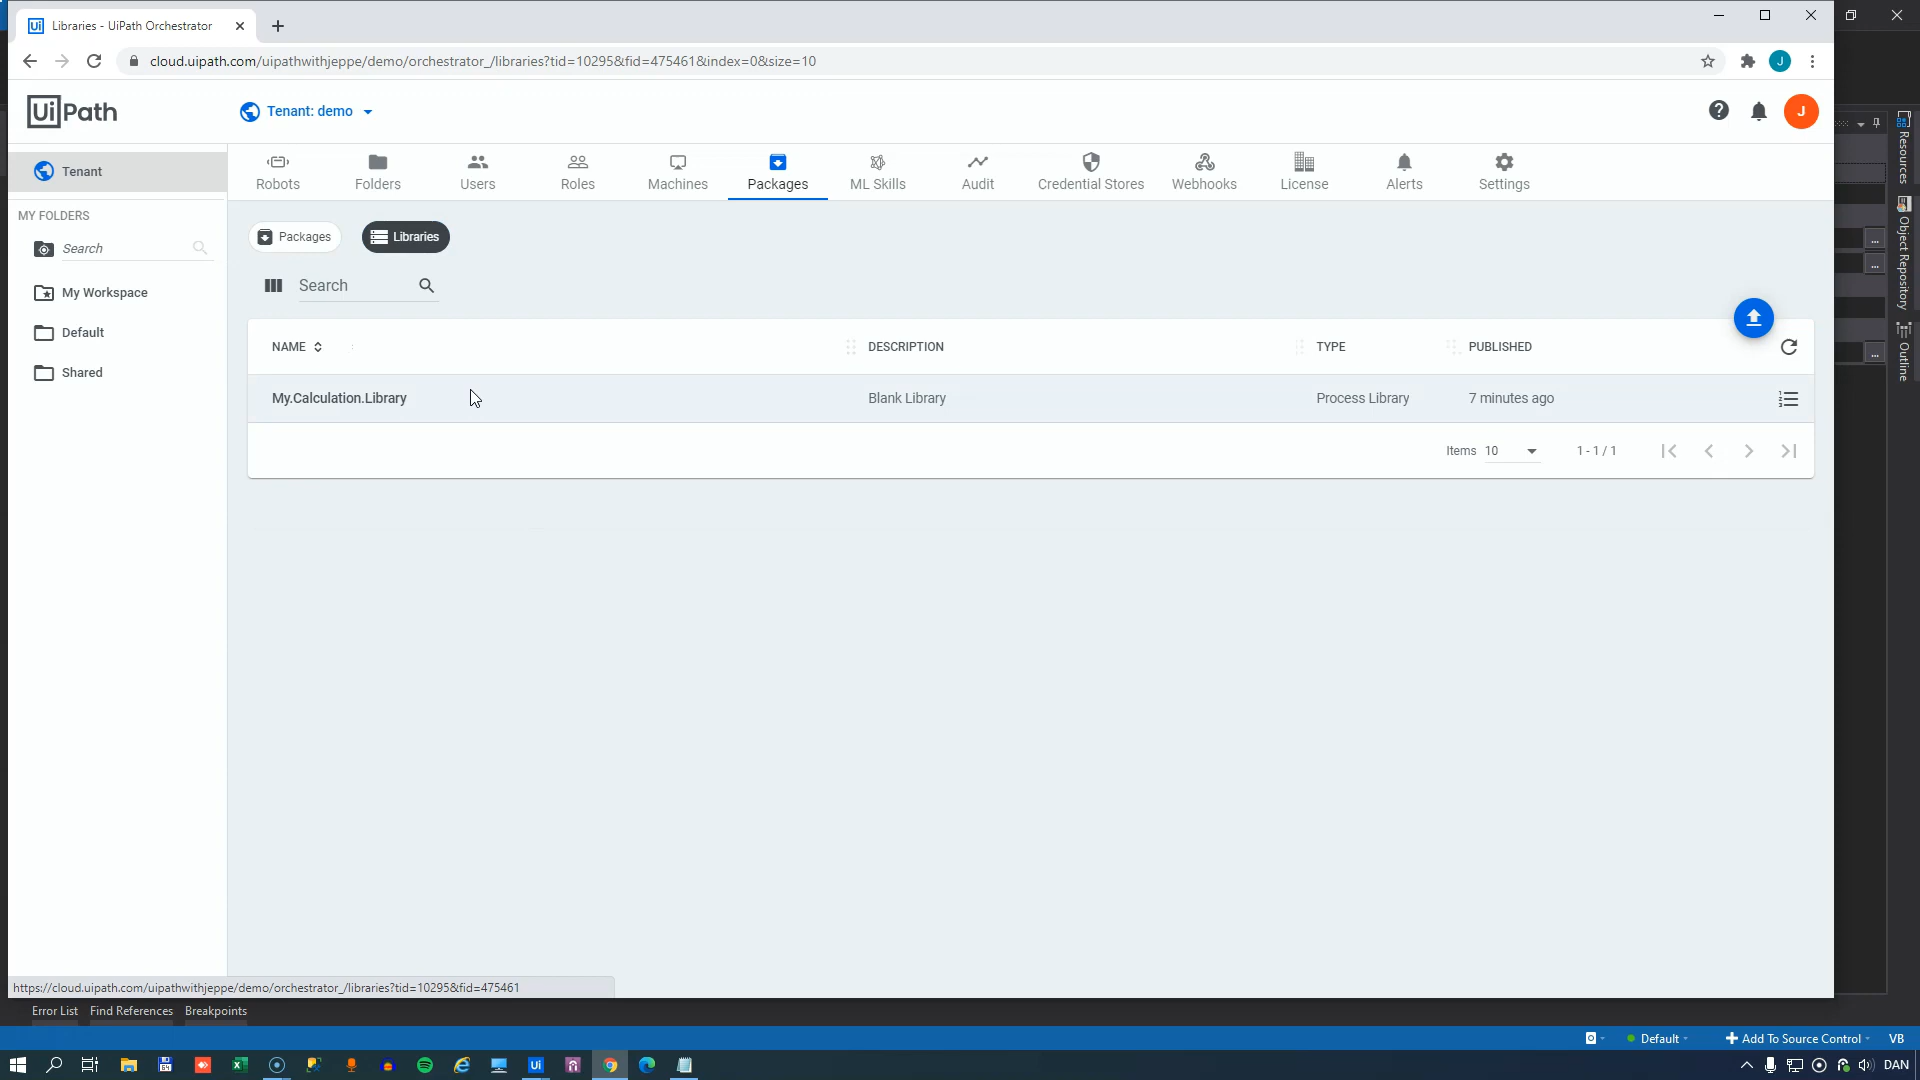 Libraries - UiPath Orchestrator
cloud.uipath.com/uipathwithjeppe/demo/orchestrator_/libraries?tid=10295&fid=475461&index=0&size=10
J
UiPath
Tenant: demo
J
Tenant
Robots
Folders
Users
Roles
Machines
Packages
ML Skills
Audit
Credential Stores
Webhooks
License
Alerts
Settings
MY FOLDERS
Search
My Workspace
Default
Shared
Packages
Libraries
Search
NAME
DESCRIPTION
TYPE
PUBLISHED
My.Calculation.Library
Blank Library
Process Library
7 minutes ago
Items 10
1 - 1 / 1
Resources
Object Repository
Outline
https://cloud.uipath.com/uipathwithjeppe/demo/orchestrator_/libraries?tid=10295&fid=475461
Error List
Find References
Breakpoints
Default
Add To Source Control
VB
Ui
DAN